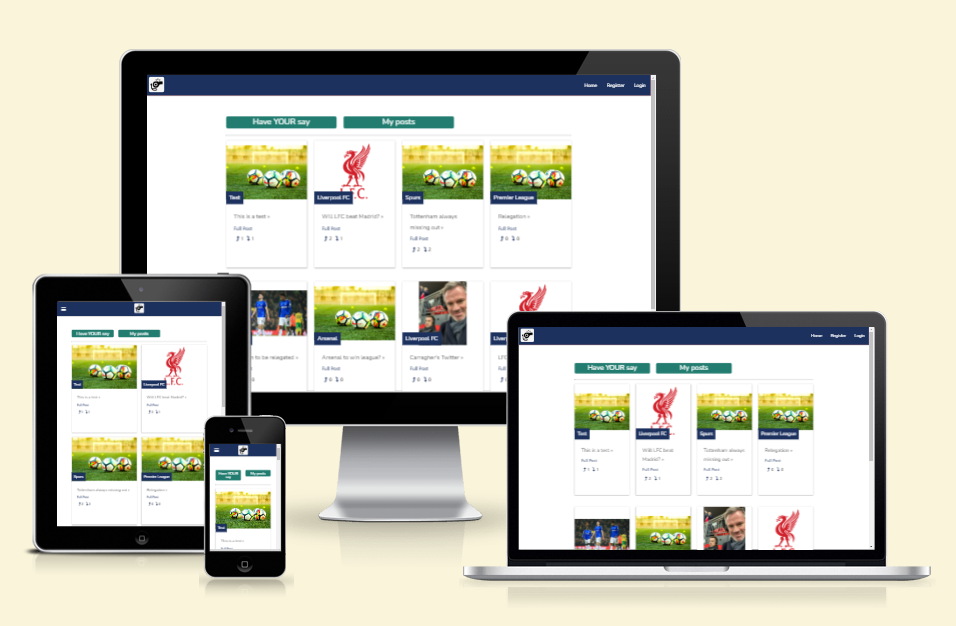 Home Register Login
Have YOUR say My posts
Test Liverpool FC Spurs Premier League
This is a test » Will LFC beat Madrid? » Tottenham always missing out » Relegation »
Full Post Full Post Full Post Full Post
Arsenal Liverpool FC
to be relegated » Arsenal to win league? » Carragher's Twitter »
Full Post Full Post
Have YOUR say My posts
Test Liverpool FC
L.F.C.
This is a test » Will LFC beat Madrid? »
Full Post Full Post
Spurs Premier League
Tottenham always missing out » Relegation »
Full Post Full Post
Have YOUR say My posts
Test
This is a test »
Home Register Login
Have YOUR say My posts
Test Liverpool FC Spurs Premier League
This is a test » Will LFC beat Madrid? » Tottenham always missing out » Relegation »
Full Post Full Post Full Post Full Post